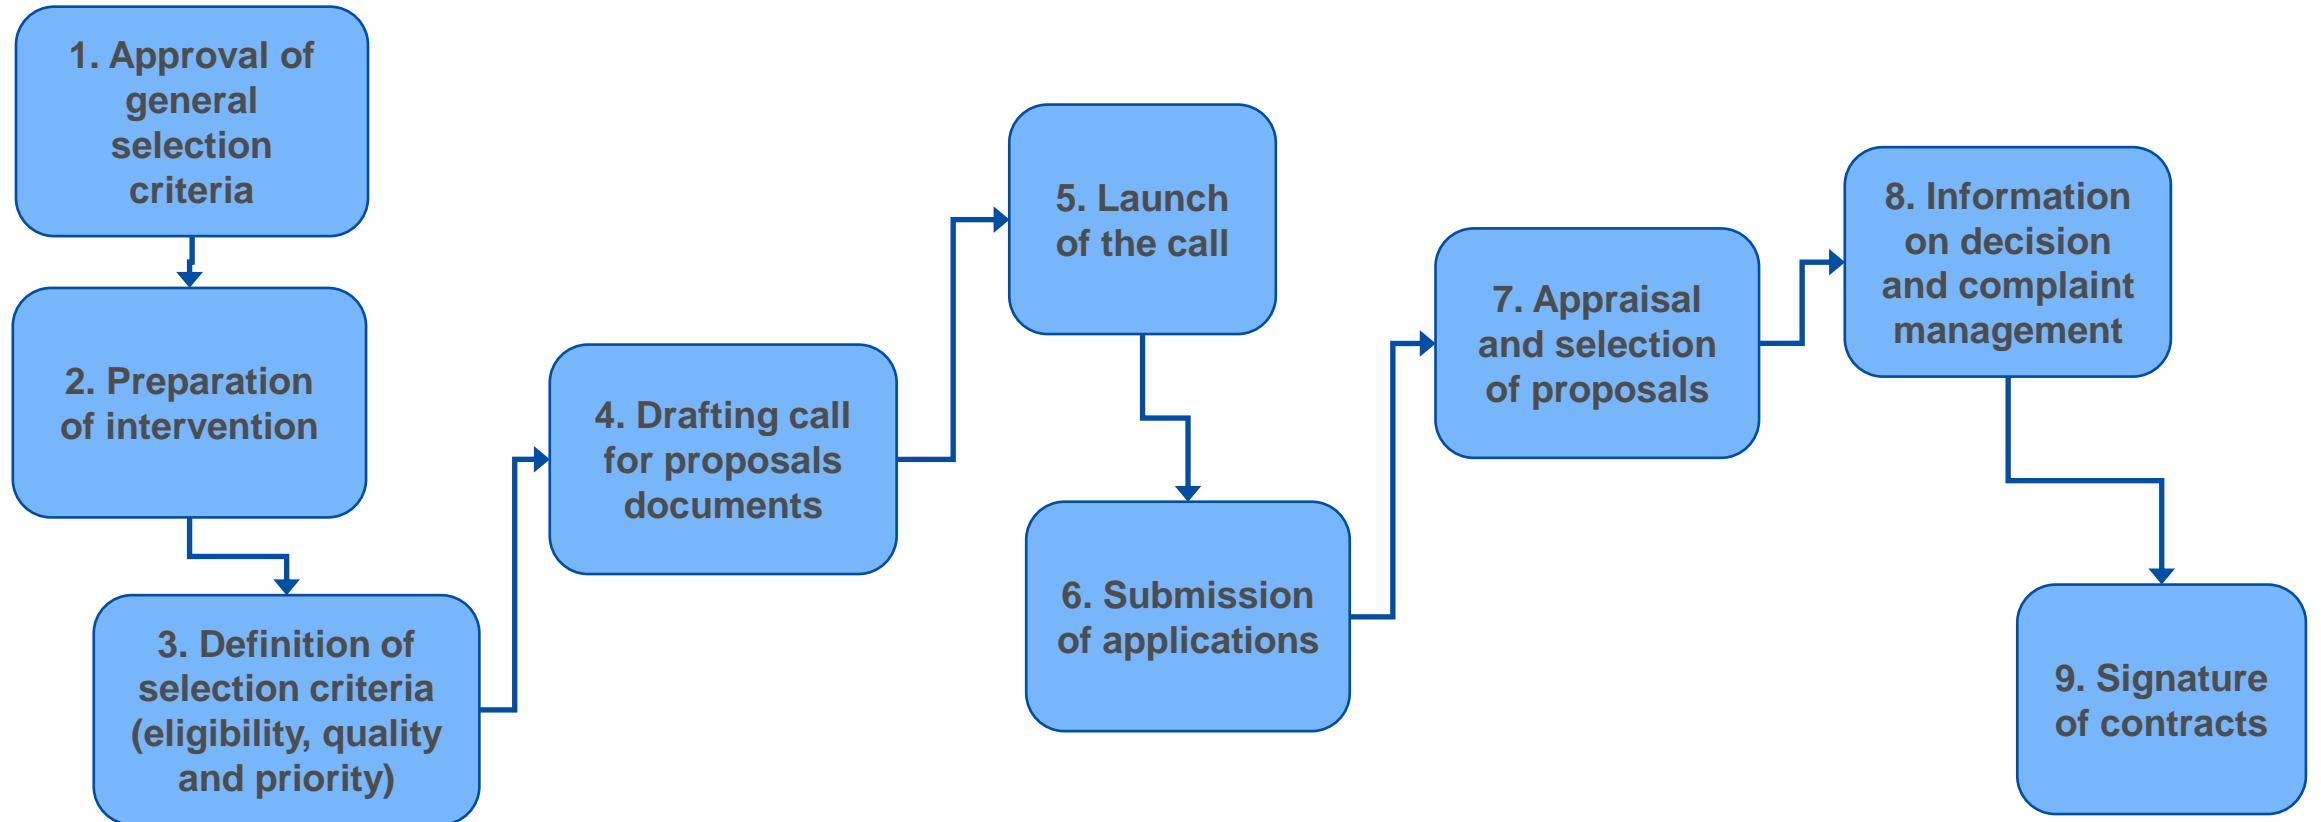 1. Approval of
general
selection
criteria
2. Preparation
of intervention
3. Definition of
selection criteria
(eligibility, quality
and priority)
4. Drafting call
for proposals
documents
5. Launch
of the call
6. Submission
of applications
7. Appraisal
and selection
of proposals
8. Information
on decision
and complaint
management
9. Signature
of contracts